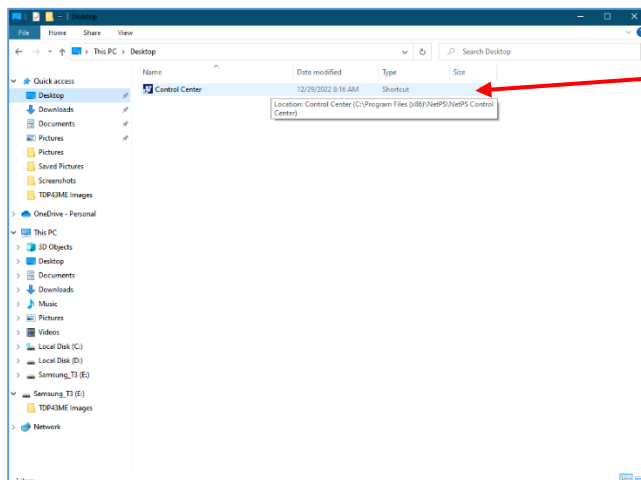 Desktop
File Home Share View
This PC › Desktop
Search Desktop
Name Date modified Type Size
Control Center 12/29/2022 8:16 AM Shortcut
Location: Control Center (C:\Program Files (x86)\NetPS\NetPS Control
Center)
Quick access
Desktop
Downloads
Documents
Pictures
Pictures
Saved Pictures
Screenshots
TDP43ME Images
OneDrive - Personal
This PC
3D Objects
Desktop
Documents
Downloads
Music
Pictures
Videos
Local Disk (C:)
Local Disk (D:)
Samsung_T3 (E:)
Samsung_T3 (E:)
TDP43ME Images
Network